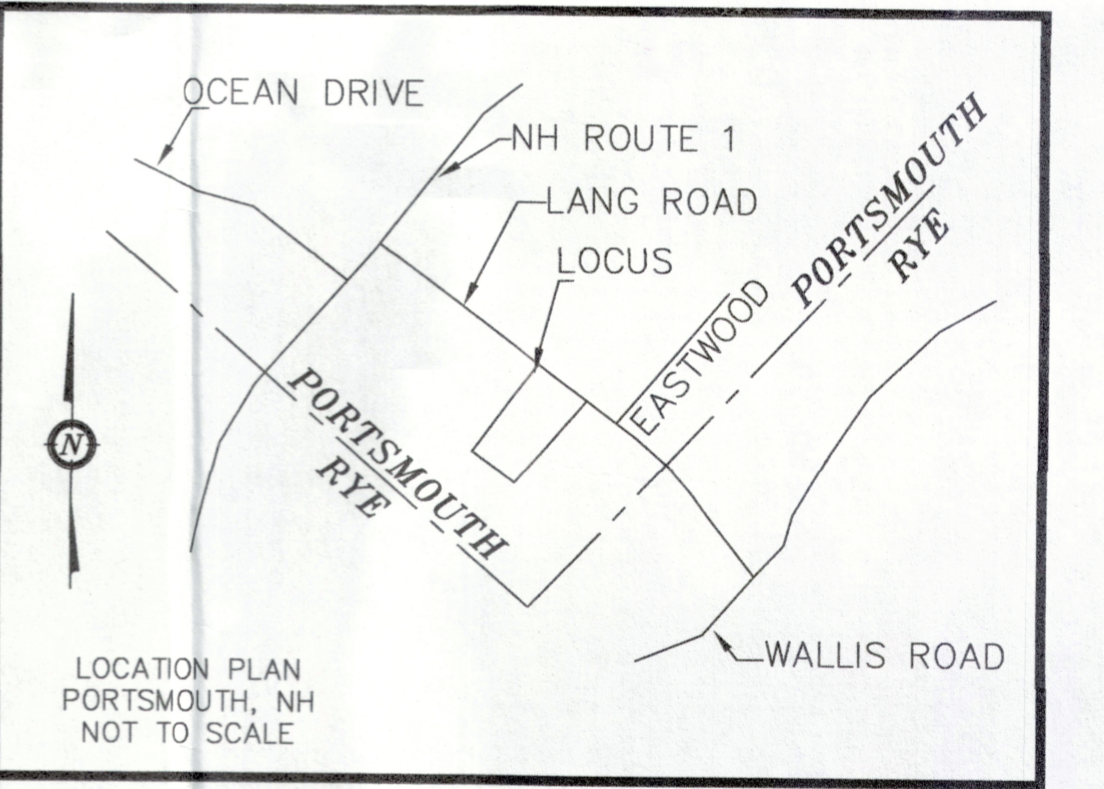 OCEAN DRIVE
NH ROUTE 1
LANG ROAD
LOCUS
EASTWOOD
PORTSMOUTH
RYE
PORTSMOUTH
RYE
N
WALLIS ROAD
LOCATION PLAN
PORTSMOUTH, NH
NOT TO SCALE